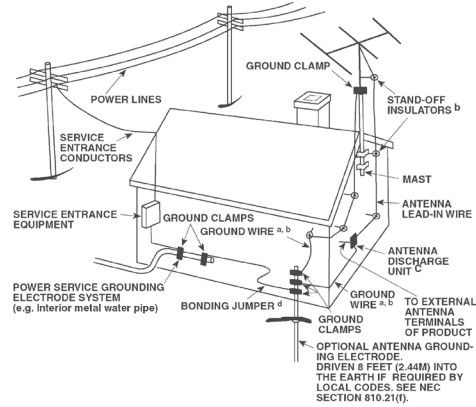 GROUND CLAMP
POWER LINES
STAND-OFF
INSULATORS b
SERVICE
ENTRANCE
CONDUCTORS
MAST
ANTENNA
LEAD-IN WIRE
SERVICE ENTRANCE
EQUIPMENT
GROUND CLAMPS
GROUND WIRE a, b
ANTENNA
DISCHARGE
UNIT C
POWER SERVICE GROUNDING
ELECTRODE SYSTEM
(e.g. interior metal water pipe)
BONDING JUMPER d
GROUND
WIRE a, b
GROUND
CLAMPS
TO EXTERNAL
ANTENNA
TERMINALS
OF PRODUCT
OPTIONAL ANTENNA GROUND-
ING ELECTRODE.
DRIVEN 8 FEET (2.44M) INTO
THE EARTH IF REQUIRED BY
LOCAL CODES. SEE NEC
SECTION 810.21(f).